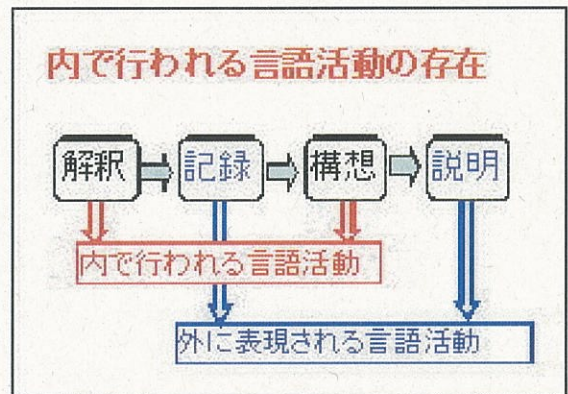 内で行われる言語活動の存在
解釈 記録 構想 説明
内で行われる言語活動
外に表現される言語活動